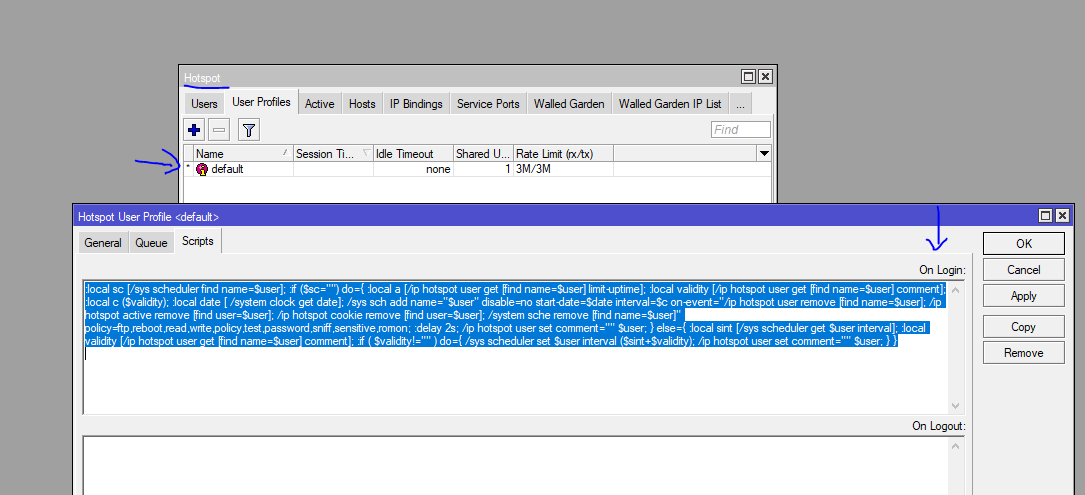 Hotspot
Users User Profiles Active Hosts IP Bindings Service Ports Walled Garden Walled Garden IP List ...
Find
Name Session Ti... Idle Timeout Shared U... Rate Limit (rx/tx)
* default none 1 3M/3M
Hotspot User Profile <default>
General Queue Scripts
OK
On Login:
Cancel
Apply
Copy
Remove
:local sc [/sys scheduler find name=$user]; :if ($sc="") do={ :local a [/ip hotspot user get [find name=$user] limit-uptime]; :local validity [/ip hotspot user get [find name=$user] comment];
:local c ($validity); :local date [ /system clock get date]; /sys sch add name="$user" disable=no start-date=$date interval=$c on-event="/ip hotspot user remove [find name=$user]; /ip
hotspot active remove [find user=$user]; /ip hotspot cookie remove [find user=$user]; /system sche remove [find name=$user]"
policy=ftp,reboot,read,write,policy,test,password,sniff,sensitive,romon; :delay 2s; /ip hotspot user set comment="" $user; } else={ :local sint [/sys scheduler get $user interval]; :local
validity [/ip hotspot user get [find name=$user] comment]; :if ( $validity!="" ) do={ /sys scheduler set $user interval ($sint+$validity); /ip hotspot user set comment="" $user; } }
On Logout: